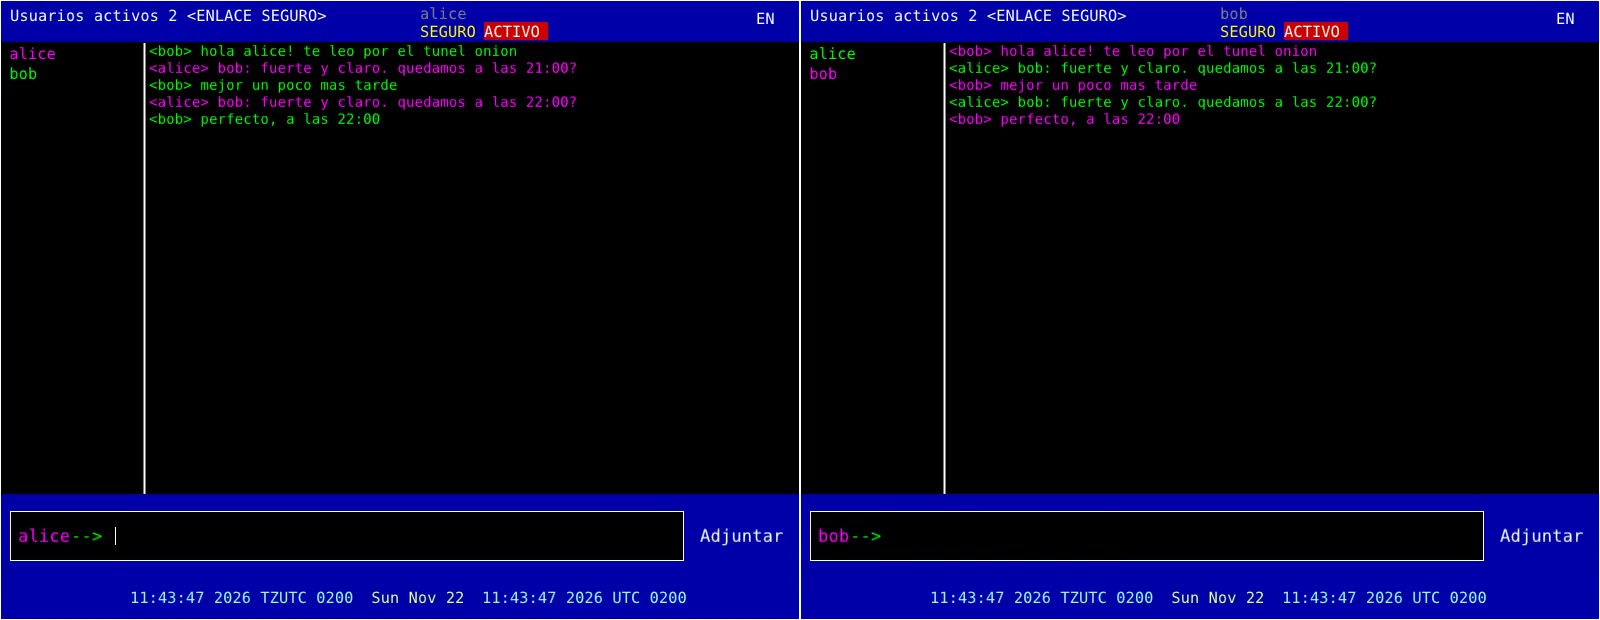 Usuarios activos 2 <ENLACE SEGURO>
alice
SEGURO ACTIVO
EN
alice
bob
<bob> hola alice! te leo por el tunel onion
<alice> bob: fuerte y claro. quedamos a las 21:00?
<bob> mejor un poco mas tarde
<alice> bob: fuerte y claro. quedamos a las 22:00?
<bob> perfecto, a las 22:00
alice-->
Adjuntar
11:43:47 2026 TZUTC 0200 Sun Nov 22 11:43:47 2026 UTC 0200
Usuarios activos 2 <ENLACE SEGURO>
bob
SEGURO ACTIVO
EN
alice
bob
<bob> hola alice! te leo por el tunel onion
<alice> bob: fuerte y claro. quedamos a las 21:00?
<bob> mejor un poco mas tarde
<alice> bob: fuerte y claro. quedamos a las 22:00?
<bob> perfecto, a las 22:00
bob-->
Adjuntar
11:43:47 2026 TZUTC 0200 Sun Nov 22 11:43:47 2026 UTC 0200